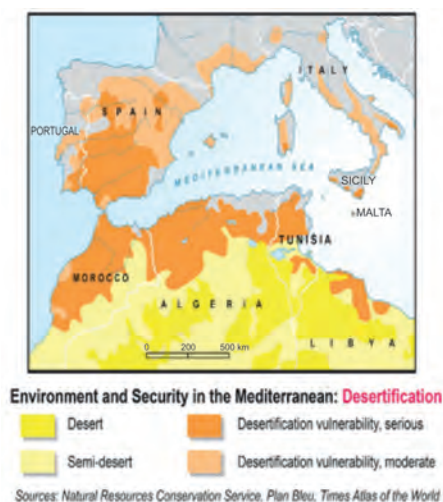 ITALY
SPAIN
PORTUGAL
MEDITERRANEAN SEA
SICILY
MALTA
TUNISIA
MOROCCO
ALGERIA
LIBYA
0 200 500 km
Environment and Security in the Mediterranean: Desertification
Desert
Desertification vulnerability, serious
Semi-desert
Desertification vulnerability, moderate
Sources: Natural Resources Conservation Service, Plan Bleu, Times Atlas of the World